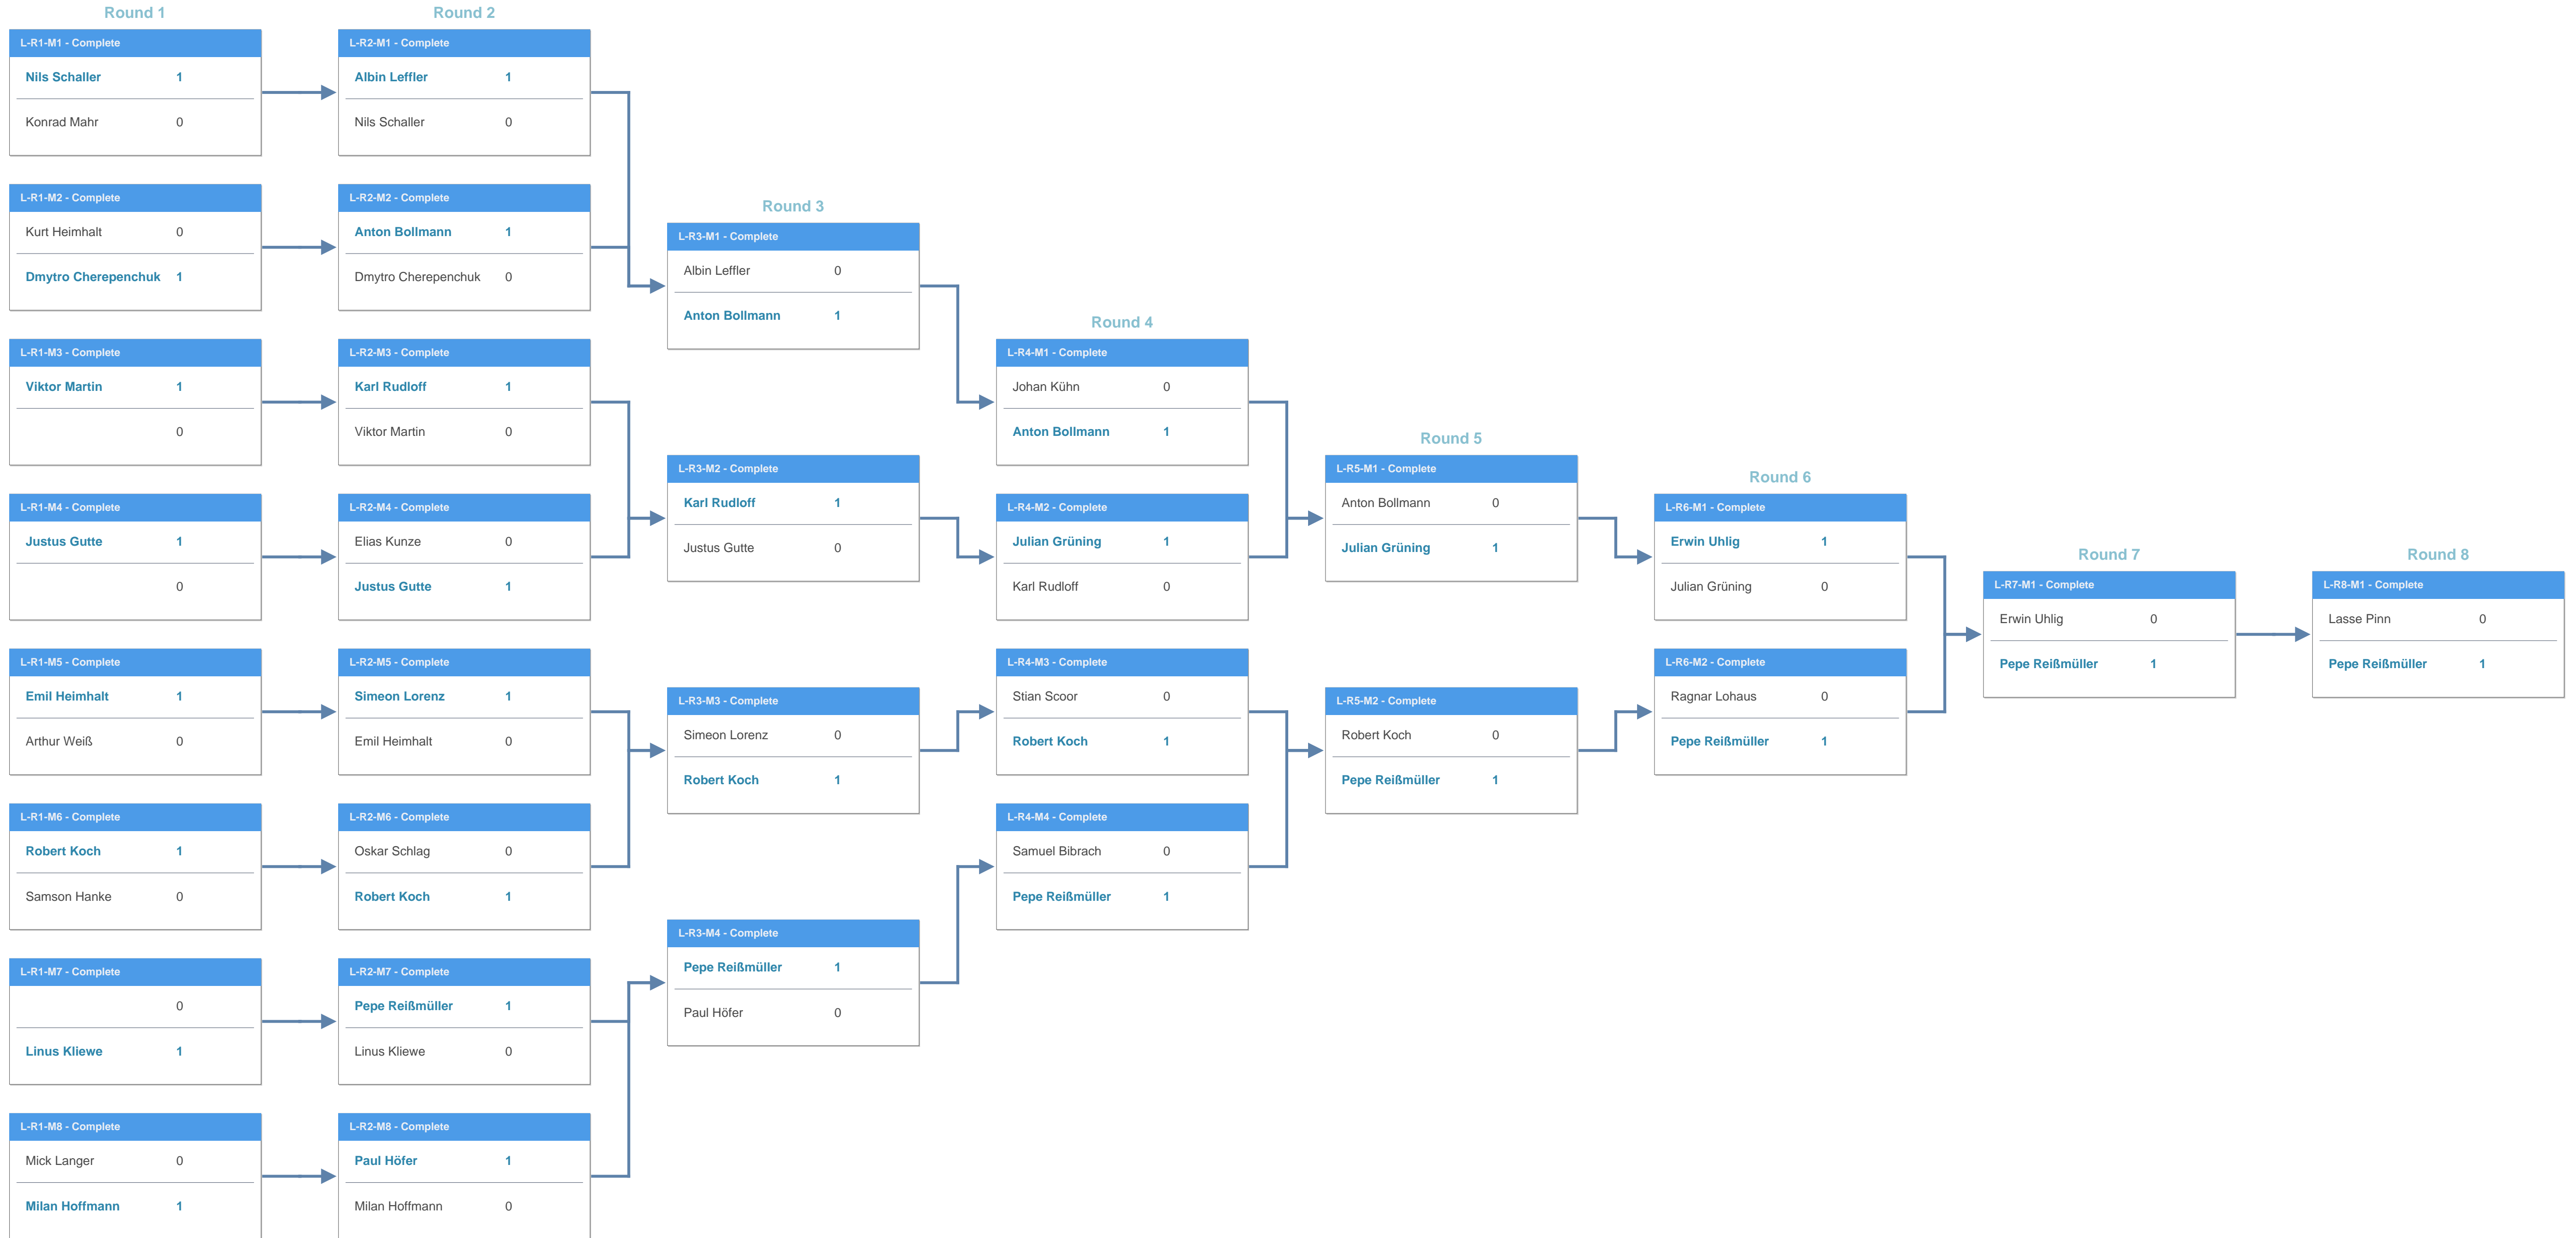 Round 1
L-R1-M1 - Complete
Nils Schaller 1
Konrad Mahr 0
L-R1-M2 - Complete
Kurt Heimhalt 0
Dmytro Cherepenchuk 1
L-R1-M3 - Complete
Viktor Martin 1
0
L-R1-M4 - Complete
Justus Gutte 1
0
L-R1-M5 - Complete
Emil Heimhalt 1
Arthur Weiß 0
L-R1-M6 - Complete
Robert Koch 1
Samson Hanke 0
L-R1-M7 - Complete
0
Linus Kliewe 1
L-R1-M8 - Complete
Mick Langer 0
Milan Hoffmann 1
Round 2
L-R2-M1 - Complete
Albin Leffler 1
Nils Schaller 0
L-R2-M2 - Complete
Anton Bollmann 1
Dmytro Cherepenchuk 0
L-R2-M3 - Complete
Karl Rudloff 1
Viktor Martin 0
L-R2-M4 - Complete
Elias Kunze 0
Justus Gutte 1
L-R2-M5 - Complete
Simeon Lorenz 1
Emil Heimhalt 0
L-R2-M6 - Complete
Oskar Schlag 0
Robert Koch 1
L-R2-M7 - Complete
Pepe Reißmüller 1
Linus Kliewe 0
L-R2-M8 - Complete
Paul Höfer 1
Milan Hoffmann 0
Round 3
L-R3-M1 - Complete
Albin Leffler 0
Anton Bollmann 1
L-R3-M2 - Complete
Karl Rudloff 1
Justus Gutte 0
L-R3-M3 - Complete
Simeon Lorenz 0
Robert Koch 1
L-R3-M4 - Complete
Pepe Reißmüller 1
Paul Höfer 0
Round 4
L-R4-M1 - Complete
Johan Kühn 0
Anton Bollmann 1
L-R4-M2 - Complete
Julian Grüning 1
Karl Rudloff 0
L-R4-M3 - Complete
Stian Scoor 0
Robert Koch 1
L-R4-M4 - Complete
Samuel Bibrach 0
Pepe Reißmüller 1
Round 5
L-R5-M1 - Complete
Anton Bollmann 0
Julian Grüning 1
L-R5-M2 - Complete
Robert Koch 0
Pepe Reißmüller 1
Round 6
L-R6-M1 - Complete
Erwin Uhlig 1
Julian Grüning 0
L-R6-M2 - Complete
Ragnar Lohaus 0
Pepe Reißmüller 1
Round 7
L-R7-M1 - Complete
Erwin Uhlig 0
Pepe Reißmüller 1
Round 8
L-R8-M1 - Complete
Lasse Pinn 0
Pepe Reißmüller 1